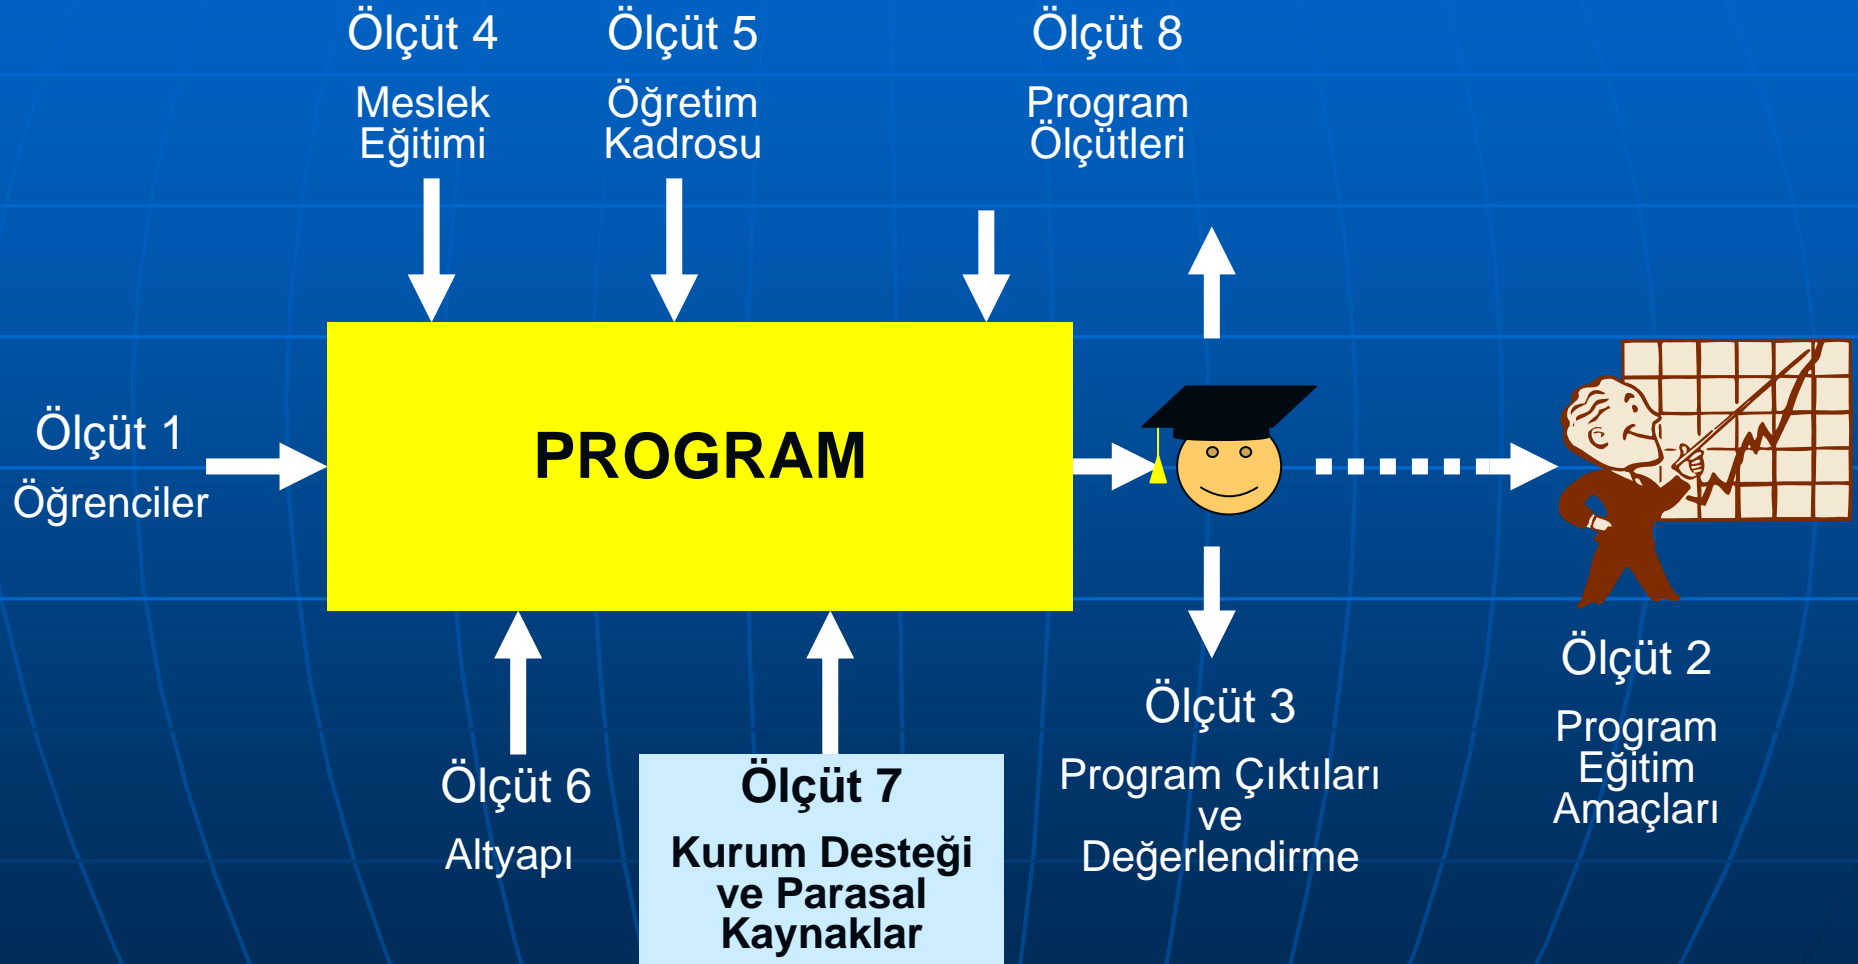 Ölçüt 4
Meslek
Eğitimi
Ölçüt 5
Öğretim
Kadrosu
Ölçüt 8
Program
Ölçütleri
Ölçüt 1
Öğrenciler
PROGRAM
Ölçüt 6
Altyapı
Ölçüt 7
Kurum Desteği
ve Parasal
Kaynaklar
Ölçüt 3
Program Çıktıları
ve
Değerlendirme
Ölçüt 2
Program
Eğitim
Amaçları